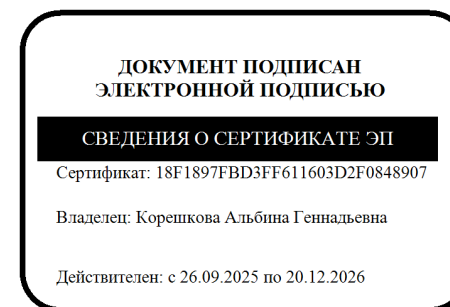 ДОКУМЕНТ ПОДПИСАН
ЭЛЕКТРОННОЙ ПОДПИСЬЮ
СВЕДЕНИЯ О СЕРТИФИКАТЕ ЭП
Сертификат: 18F1897FBD3FF611603D2F0848907
Владелец: Корешкова Альбина Геннадьевна
Действителен: с 26.09.2025 по 20.12.2026